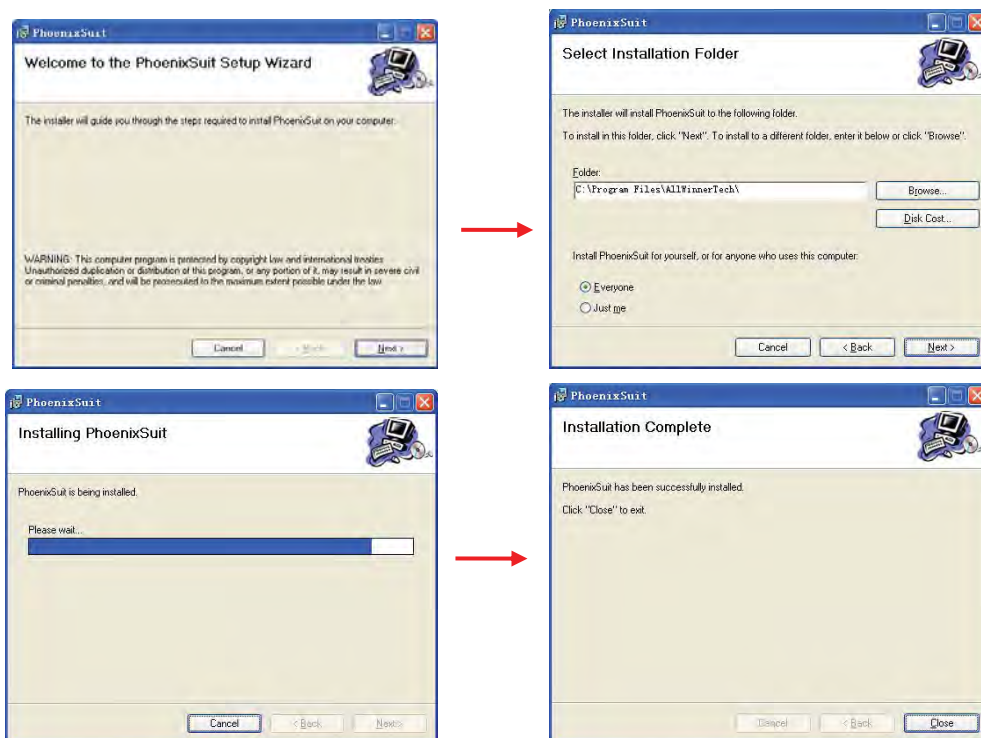 PhoenixSuit
Welcome to the PhoenixSuit Setup Wizard
The installer will guide you through the steps required to install PhoenixSuit on your computer.
WARNING: This computer program is protected by copyright law and international treaties.
Unauthorized duplication or distribution of this program, or any portion of it, may result in severe civil
or criminal penalties, and will be prosecuted to the maximum extent possible under the law.
Cancel
< Back
Next >
PhoenixSuit
Select Installation Folder
The installer will install PhoenixSuit to the following folder.
To install in this folder, click "Next". To install to a different folder, enter it below or click "Browse".
Folder:
C:\Program Files\AllWinnerTech\
Browse...
Disk Cost...
Install PhoenixSuit for yourself, or for anyone who uses this computer:
Everyone
Just me
Cancel
< Back
Next >
PhoenixSuit
Installing PhoenixSuit
PhoenixSuit is being installed.
Please wait...
Cancel
< Back
Next >
PhoenixSuit
Installation Complete
PhoenixSuit has been successfully installed.
Click "Close" to exit.
Cancel
< Back
Close